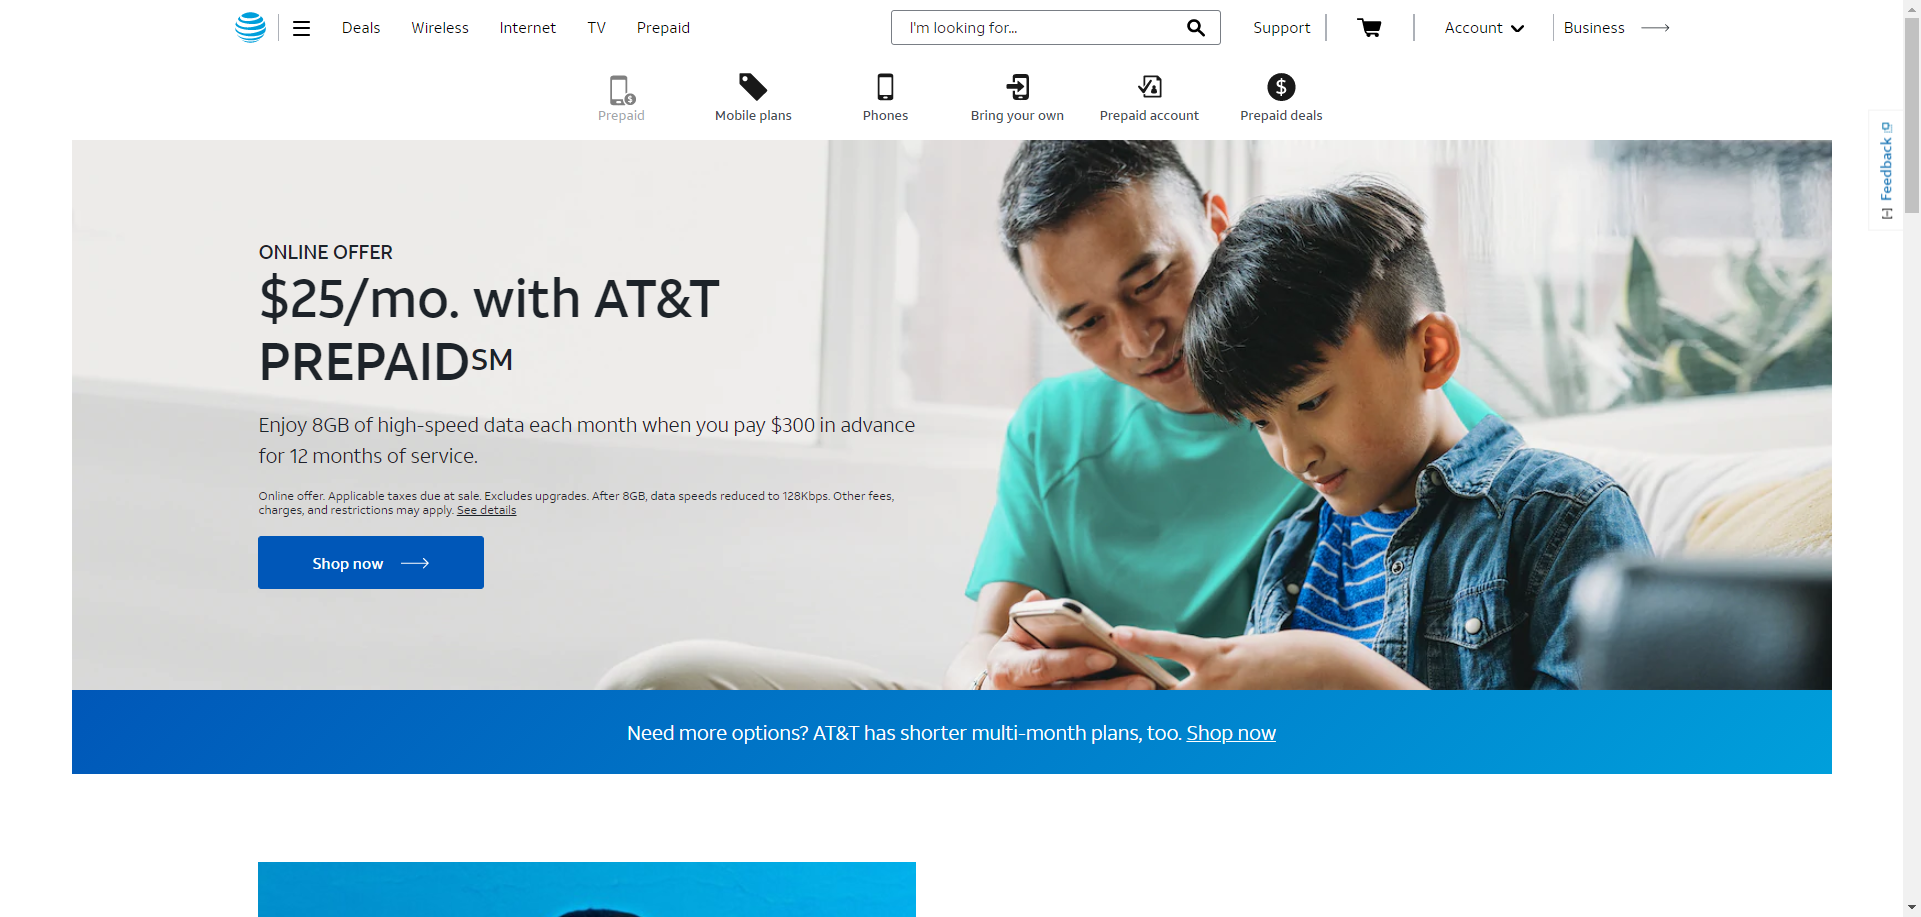 Deals Wireless Internet TV Prepaid I'm looking for... Support Account Business
Prepaid Mobile plans Phones Bring your own Prepaid account Prepaid deals
Feedback
ONLINE OFFER
$25/mo. with AT&T
PREPAID℠
Enjoy 8GB of high-speed data each month when you pay $300 in advance
for 12 months of service.
Online offer. Applicable taxes due at sale. Excludes upgrades. After 8GB, data speeds reduced to 128Kbps. Other fees,
charges, and restrictions may apply. See details
Shop now
Need more options? AT&T has shorter multi-month plans, too. Shop now